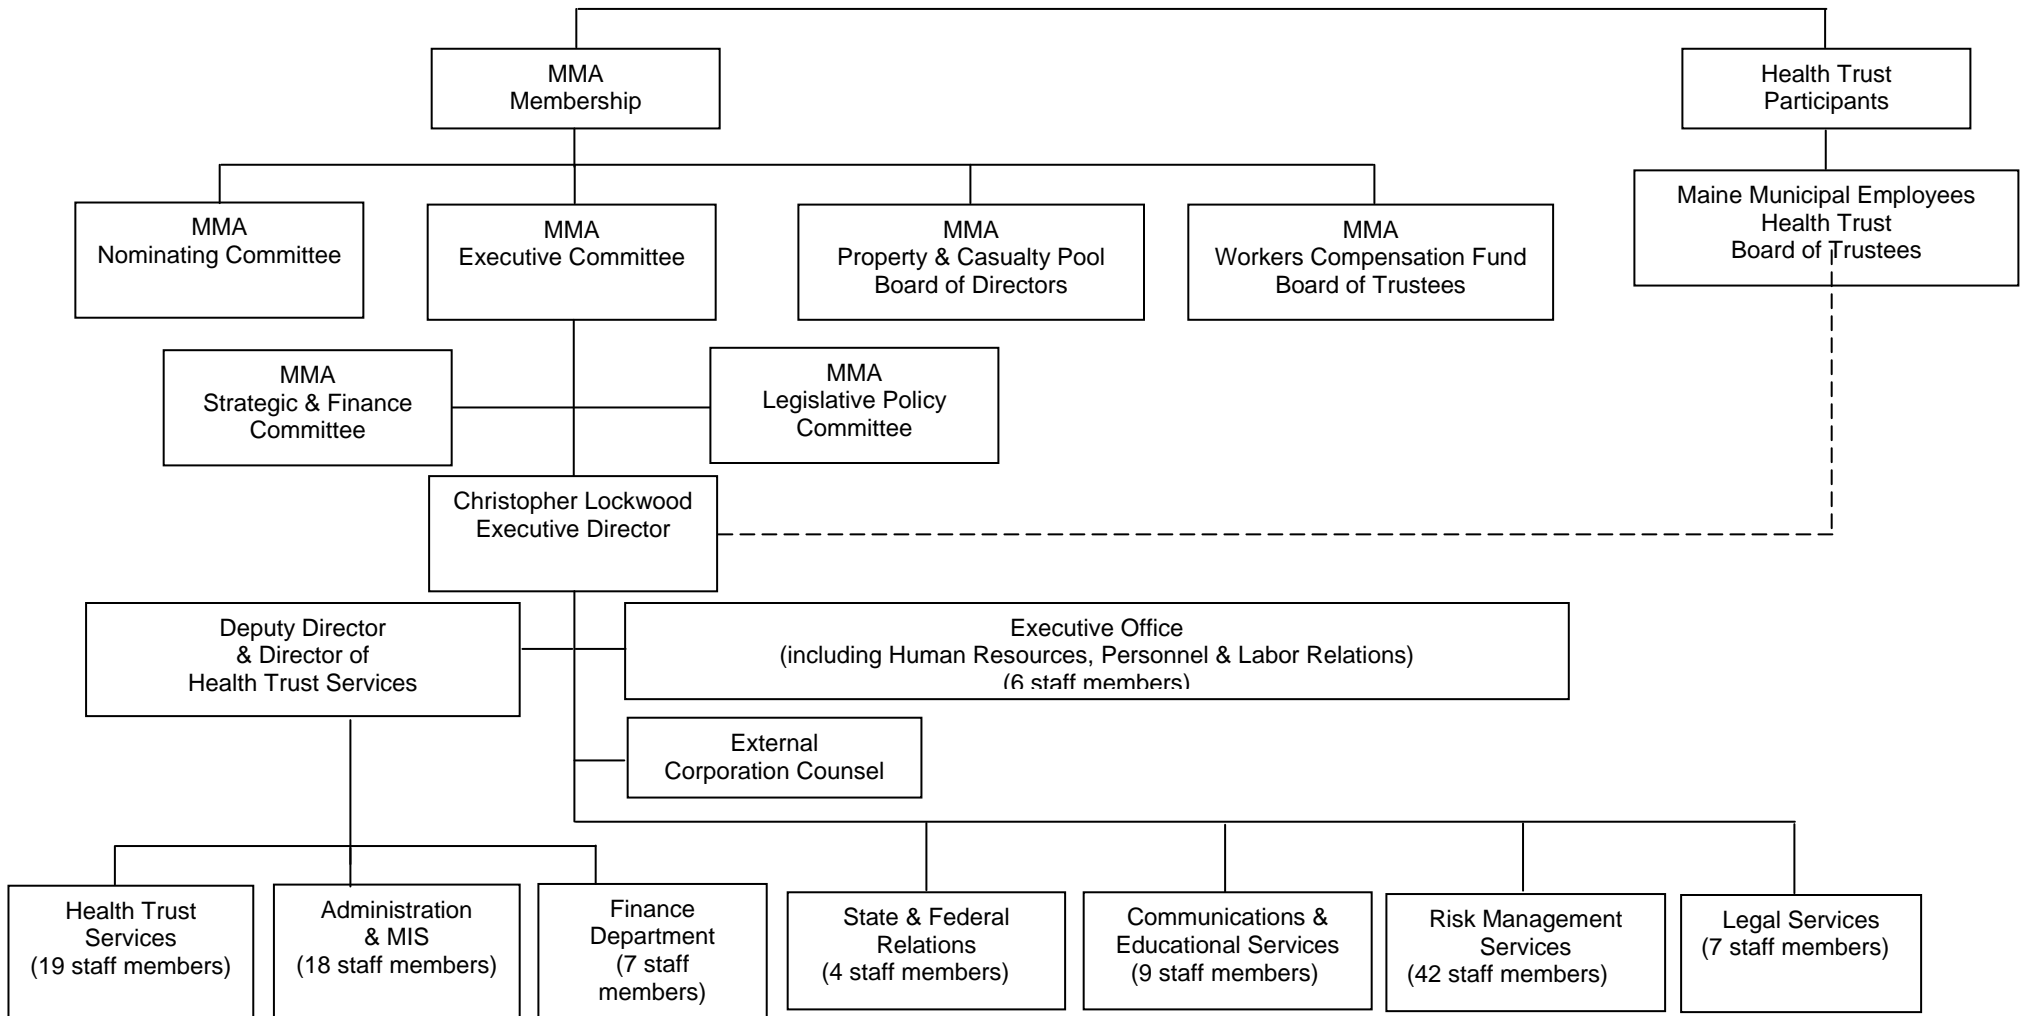 MMA
Membership
Health Trust
Participants
MMA
Nominating Committee
MMA
Executive Committee
MMA
Property & Casualty Pool
Board of Directors
MMA
Workers Compensation Fund
Board of Trustees
Maine Municipal Employees
Health Trust
Board of Trustees
MMA
Strategic & Finance
Committee
MMA
Legislative Policy
Committee
Christopher Lockwood
Executive Director
Deputy Director
& Director of
Health Trust Services
Executive Office
(including Human Resources, Personnel & Labor Relations)
(6 staff members)
External
Corporation Counsel
Health Trust
Services
(19 staff members)
Administration
& MIS
(18 staff members)
Finance
Department
(7 staff
members)
State & Federal
Relations
(4 staff members)
Communications &
Educational Services
(9 staff members)
Risk Management
Services
(42 staff members)
Legal Services
(7 staff members)